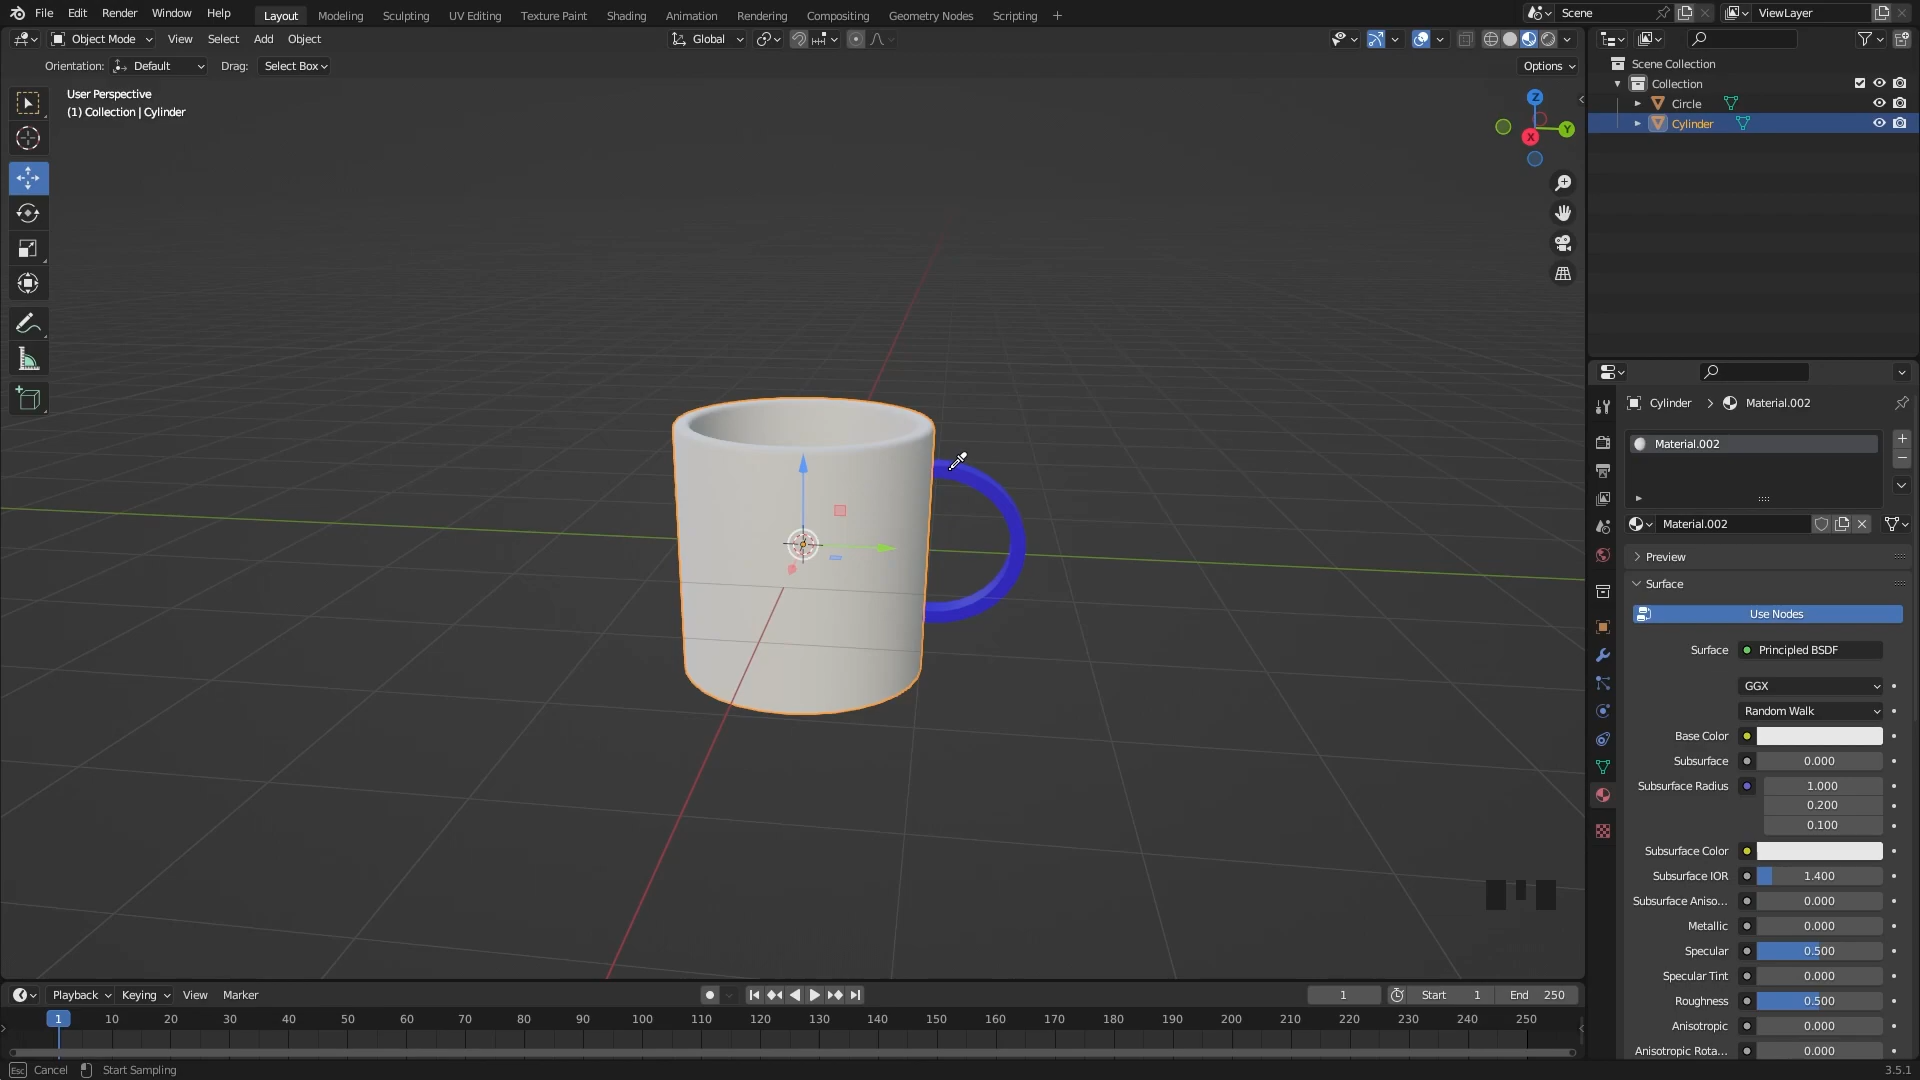 File Edit Render Window Help Layout Modeling Sculpting UV Editing Texture Paint Shading Animation Rendering Compositing Geometry Nodes Scripting + Scene ViewLayer
Object Mode View Select Add Object Global
Orientation: Default Drag: Select Box Options
User Perspective
(1) Collection | Cylinder
Z
Y
X
Scene Collection
Collection
Circle
Cylinder
Cylinder > Material.002
Material.002
Material.002
Preview
Surface
Use Nodes
Surface Principled BSDF
GGX
Random Walk
Base Color
Subsurface 0.000
Subsurface Radius 1.000
0.200
0.100
Subsurface Color
Subsurface IOR 1.400
Subsurface Aniso... 0.000
Metallic 0.000
Specular 0.500
Specular Tint 0.000
Roughness 0.500
Anisotropic 0.000
Anisotropic Rota... 0.000
Playback Keying View Marker 1 Start 1 End 250
1 10 20 30 40 50 60 70 80 90 100 110 120 130 140 150 160 170 180 190 200 210 220 230 240 250
Esc Cancel Start Sampling 3.5.1